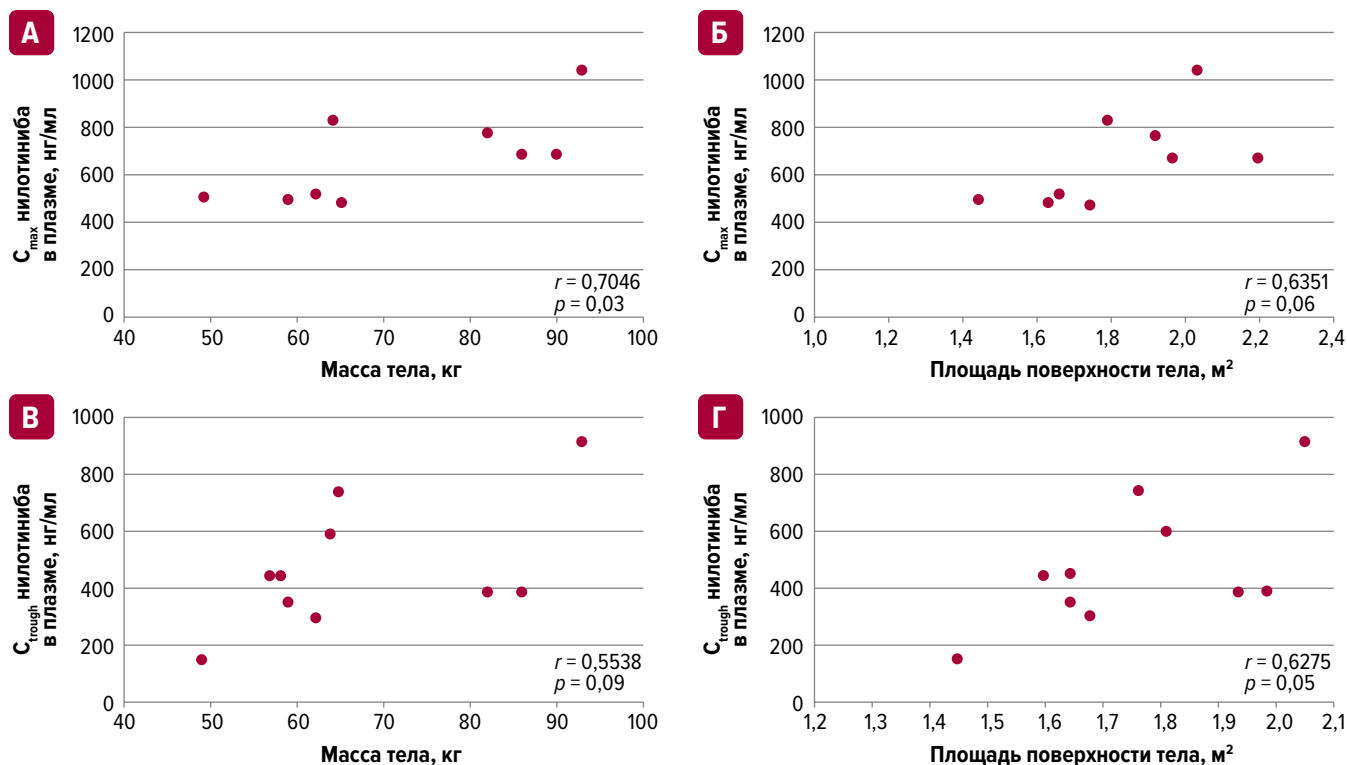 А
C_max нилотиниба
в плазме, нг/мл
1200
1000
800
600
400
200
0
40 50 60 70 80 90 100
Масса тела, кг
r = 0,7046
p = 0,03
Б
C_max нилотиниба
в плазме, нг/мл
1200
1000
800
600
400
200
0
1,0 1,2 1,4 1,6 1,8 2,0 2,2 2,4
Площадь поверхности тела, м²
r = 0,6351
p = 0,06
В
C_trough нилотиниба
в плазме, нг/мл
1000
800
600
400
200
0
40 50 60 70 80 90 100
Масса тела, кг
r = 0,5538
p = 0,09
Г
C_trough нилотиниба
в плазме, нг/мл
1000
800
600
400
200
0
1,2 1,3 1,4 1,5 1,6 1,7 1,8 1,9 2,0 2,1
Площадь поверхности тела, м²
r = 0,6275
p = 0,05